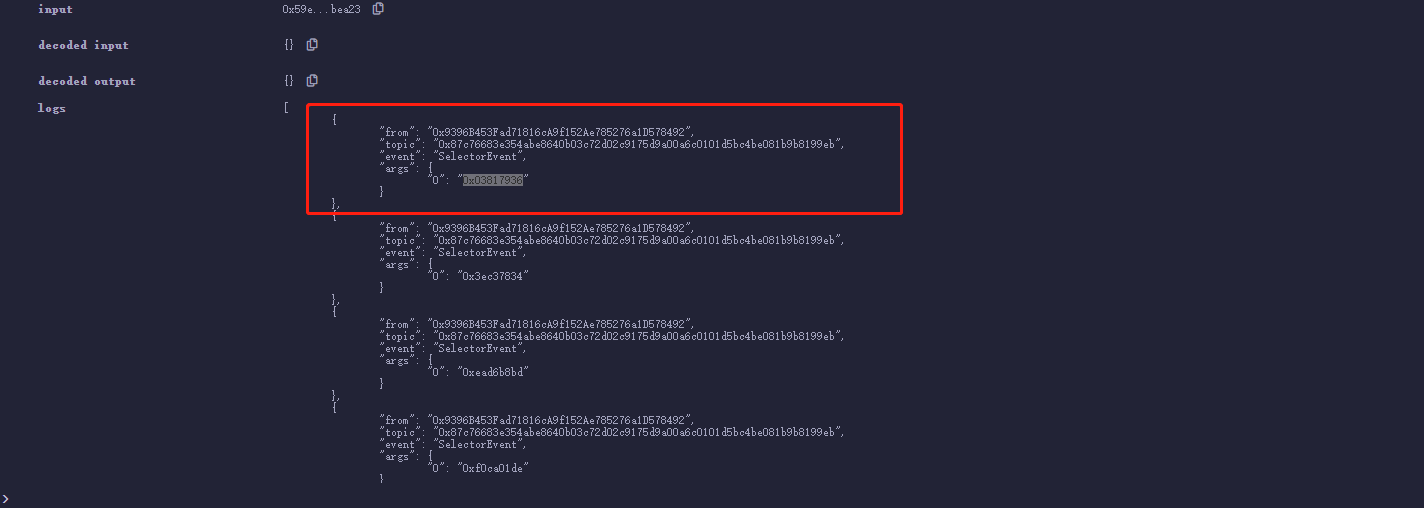 input 0x59e...bea23
decoded input {}
decoded output {}
logs [
{
"from": "0x9396B453Fad71816cA9f152Ae785276a1D578492",
"topic": "0x87c76683e354abe8640b03c72d02c9175d9a00a6c0101d5bc4be081b9b8199eb",
"event": "SelectorEvent",
"args": {
"0": "0x03817936"
}
},
{
"from": "0x9396B453Fad71816cA9f152Ae785276a1D578492",
"topic": "0x87c76683e354abe8640b03c72d02c9175d9a00a6c0101d5bc4be081b9b8199eb",
"event": "SelectorEvent",
"args": {
"0": "0x3ec37834"
}
},
{
"from": "0x9396B453Fad71816cA9f152Ae785276a1D578492",
"topic": "0x87c76683e354abe8640b03c72d02c9175d9a00a6c0101d5bc4be081b9b8199eb",
"event": "SelectorEvent",
"args": {
"0": "0xead6b8bd"
}
},
{
"from": "0x9396B453Fad71816cA9f152Ae785276a1D578492",
"topic": "0x87c76683e354abe8640b03c72d02c9175d9a00a6c0101d5bc4be081b9b8199eb",
"event": "SelectorEvent",
"args": {
"0": "0xf0ca01de"
}
>